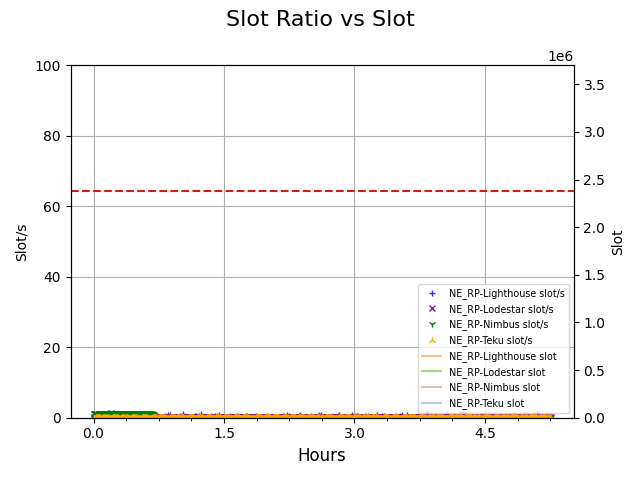 Slot Ratio vs Slot
1e6
100
80
60
40
20
0
Slot/s
3.5
3.0
2.5
2.0
1.5
1.0
0.5
0.0
Slot
NE_RP-Lighthouse slot/s
NE_RP-Lodestar slot/s
NE_RP-Nimbus slot/s
NE_RP-Teku slot/s
NE_RP-Lighthouse slot
NE_RP-Lodestar slot
NE_RP-Nimbus slot
NE_RP-Teku slot
0.0 1.5 3.0 4.5
Hours